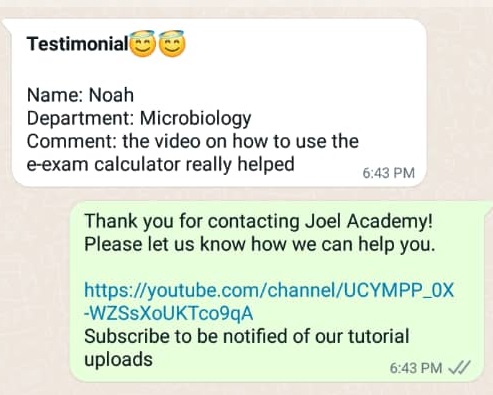 Testimonial😇😇
Name: Noah
Department: Microbiology
Comment: the video on how to use the
e-exam calculator really helped
6:43 PM
Thank you for contacting Joel Academy!
Please let us know how we can help you.
https://youtube.com/channel/UCYMPP_0X
-WZSsXoUKTco9qA
Subscribe to be notified of our tutorial
uploads
6:43 PM